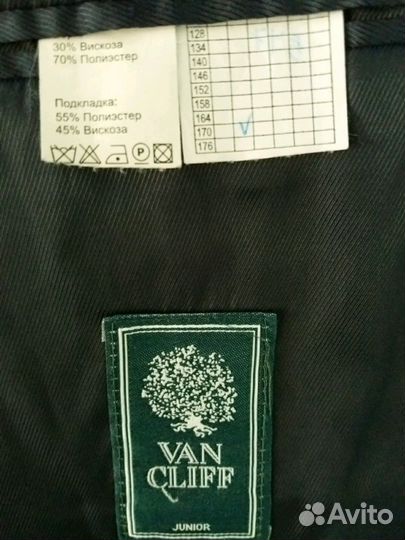 30% Вискоза
70% Полиэстер
Подкладка:
55% Полиэстер
45% Вискоза
P
128
134
140
146
152
158
164
170
176
VAN
CLIFF
JUNIOR
Avito